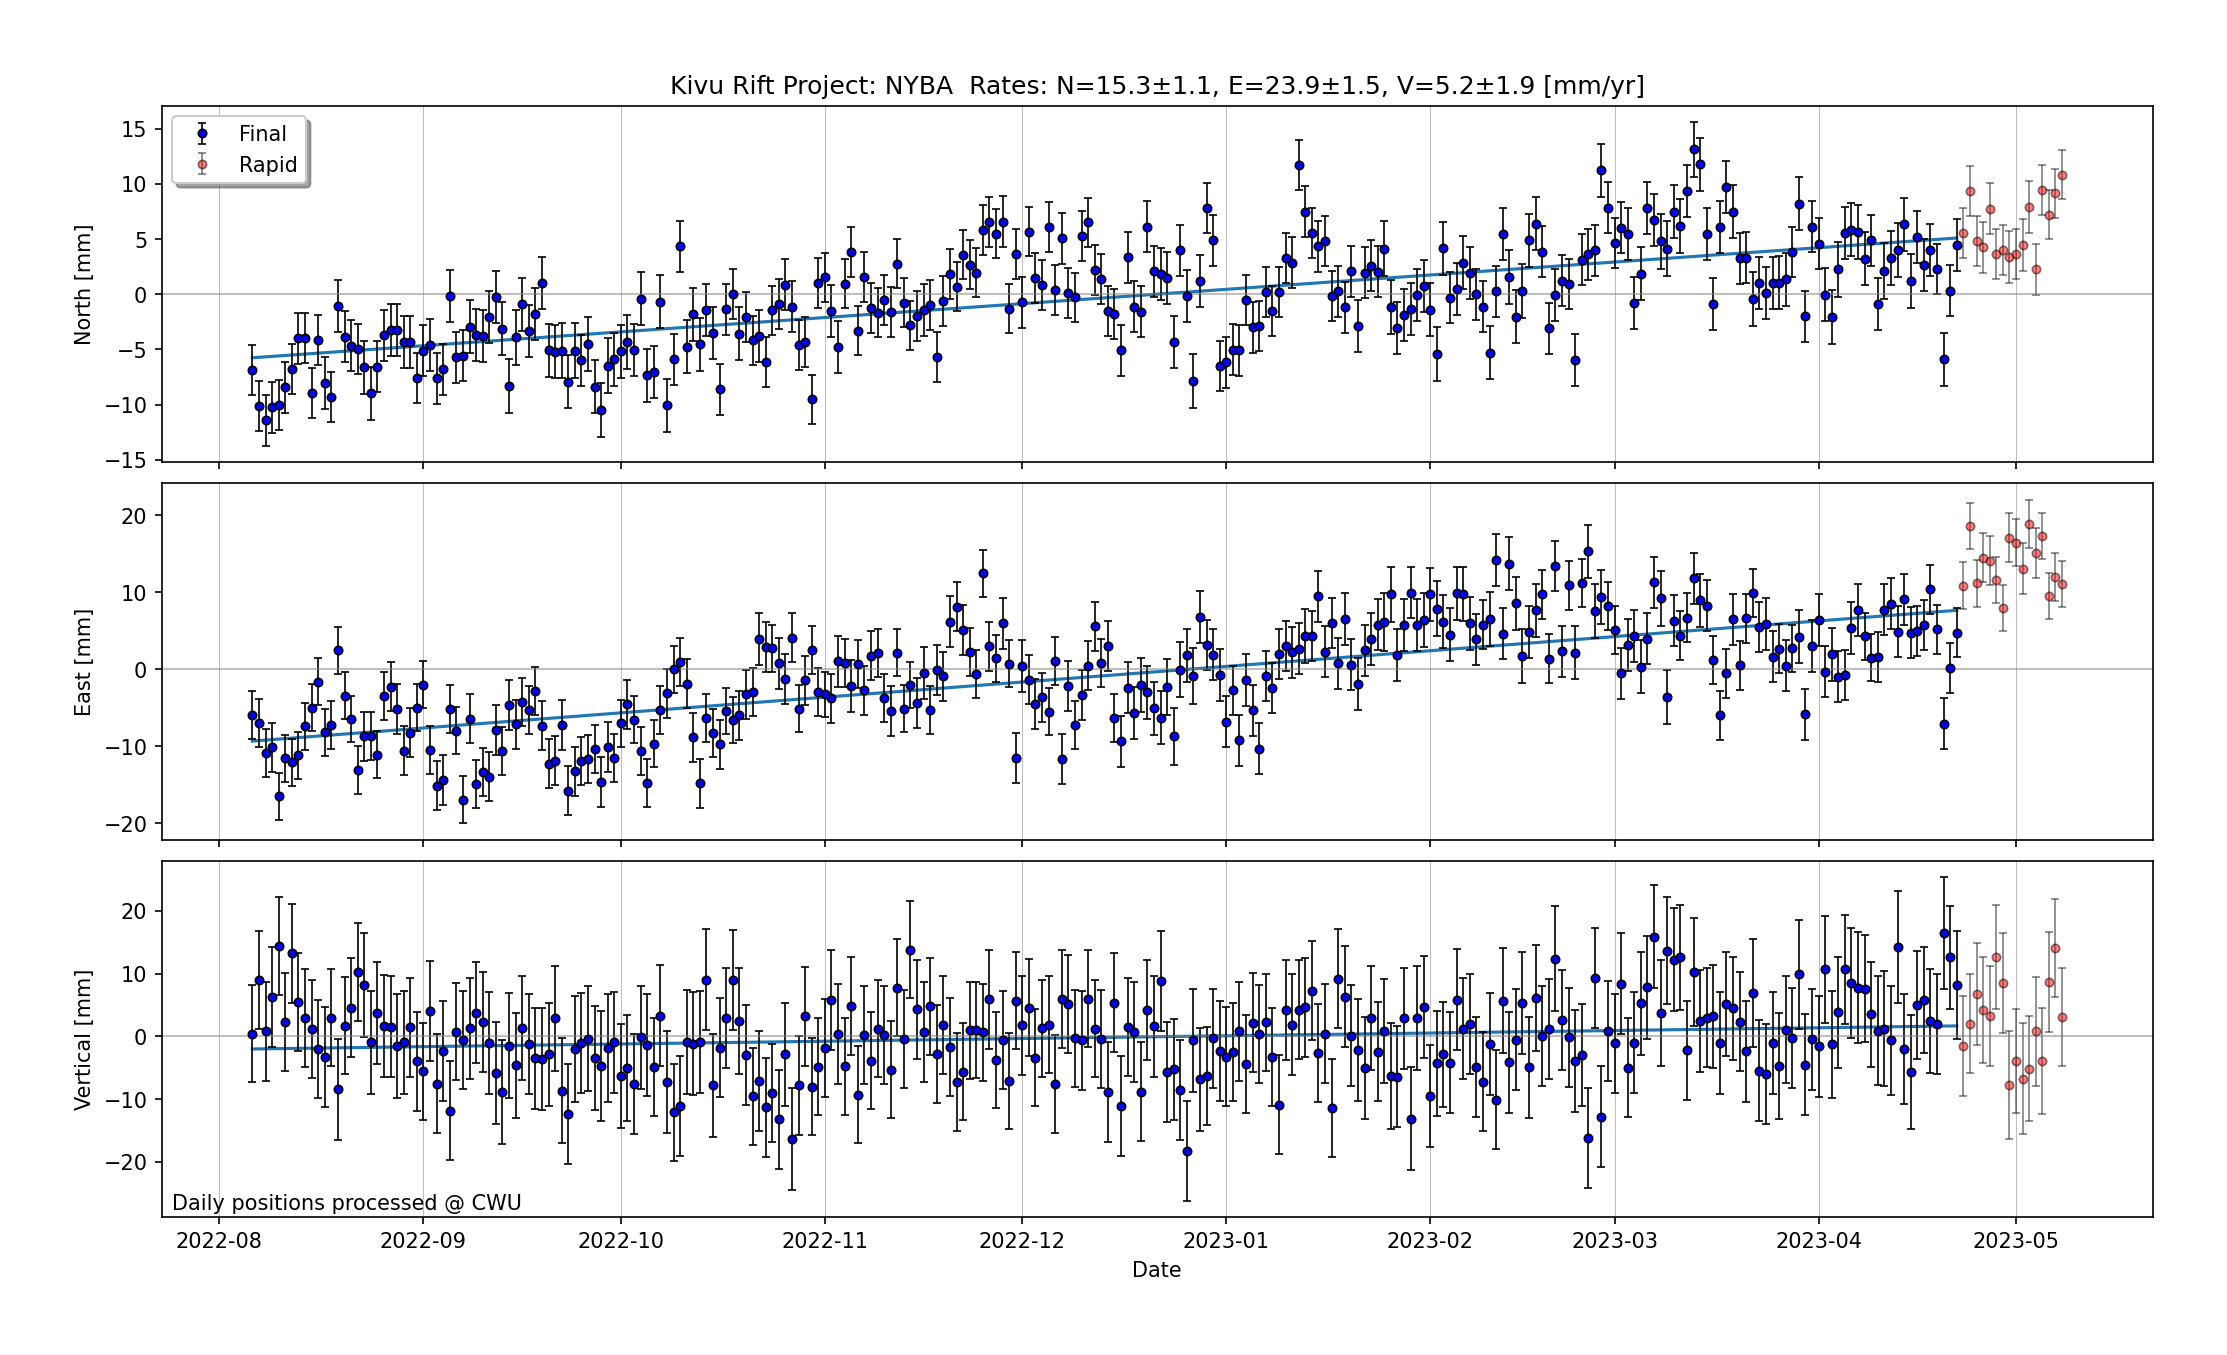 Kivu Rift Project: NYBA  Rates: N=15.3±1.1, E=23.9±1.5, V=5.2±1.9 [mm/yr]
Final
Rapid
North [mm]
15
10
5
0
−5
−10
−15
East [mm]
20
10
0
−10
−20
Vertical [mm]
20
10
0
−10
−20
Daily positions processed @ CWU
2022-08 2022-09 2022-10 2022-11 2022-12 2023-01 2023-02 2023-03 2023-04 2023-05
Date